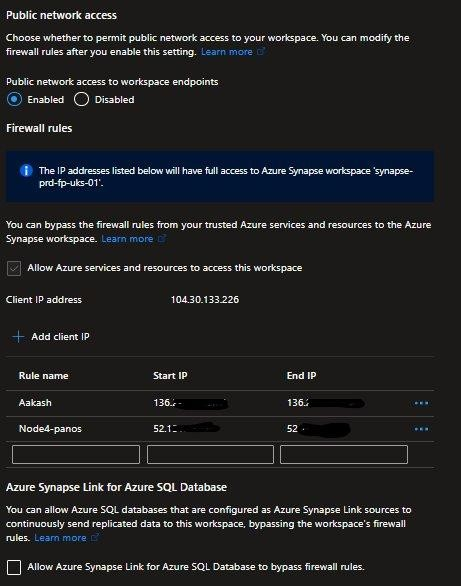 Public network access
Choose whether to permit public network access to your workspace. You can modify the
firewall rules after you enable this setting. Learn more
Public network access to workspace endpoints
Enabled Disabled
Firewall rules
The IP addresses listed below will have full access to Azure Synapse workspace 'synapse-
prd-fp-uks-01'.
You can bypass the firewall rules from your trusted Azure services and resources to the Azure
Synapse workspace. Learn more
Allow Azure services and resources to access this workspace
Client IP address 104.30.133.226
+ Add client IP
Rule name Start IP End IP
Aakash 136. 136.
Node4-panos 52. 52
Azure Synapse Link for Azure SQL Database
You can allow Azure SQL databases that are configured as Azure Synapse Link sources to
continuously send replicated data to this workspace, bypassing the workspace's firewall
rules. Learn more
Allow Azure Synapse Link for Azure SQL Database to bypass firewall rules.